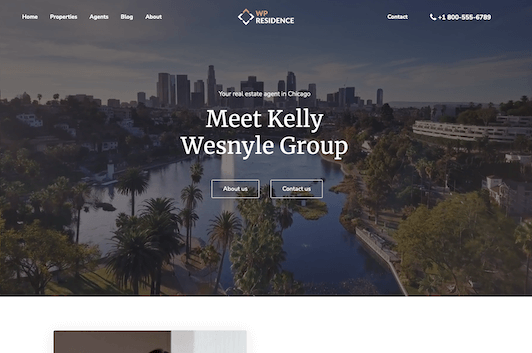 Home Properties Agents Blog About
WP
RESIDENCE
Contact +1 800-555-6789
Your real estate agent in Chicago
Meet Kelly
Wesnyle Group
About us Contact us